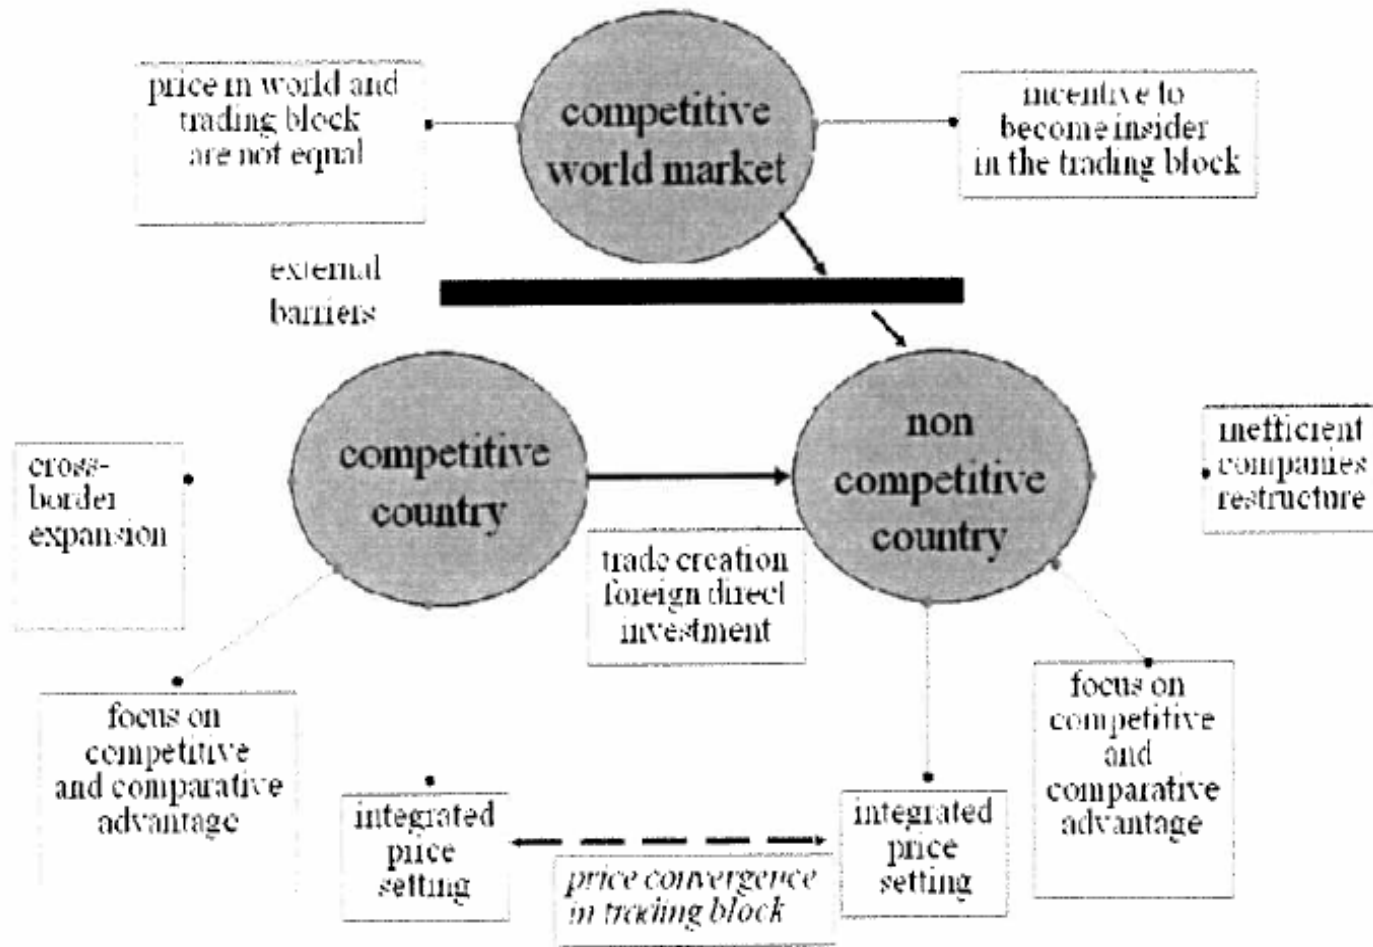 price in world and
trading block
are not equal
competitive
world market
incentive to
become insider
in the trading block
external
barriers
cross-
border
expansion
competitive
country
non
competitive
country
inefficient
companies
restructure
trade creation
foreign direct
investment
focus on
competitive
and comparative
advantage
integrated
price
setting
price convergence
in trading block
integrated
price
setting
focus on
competitive
and
comparative
advantage